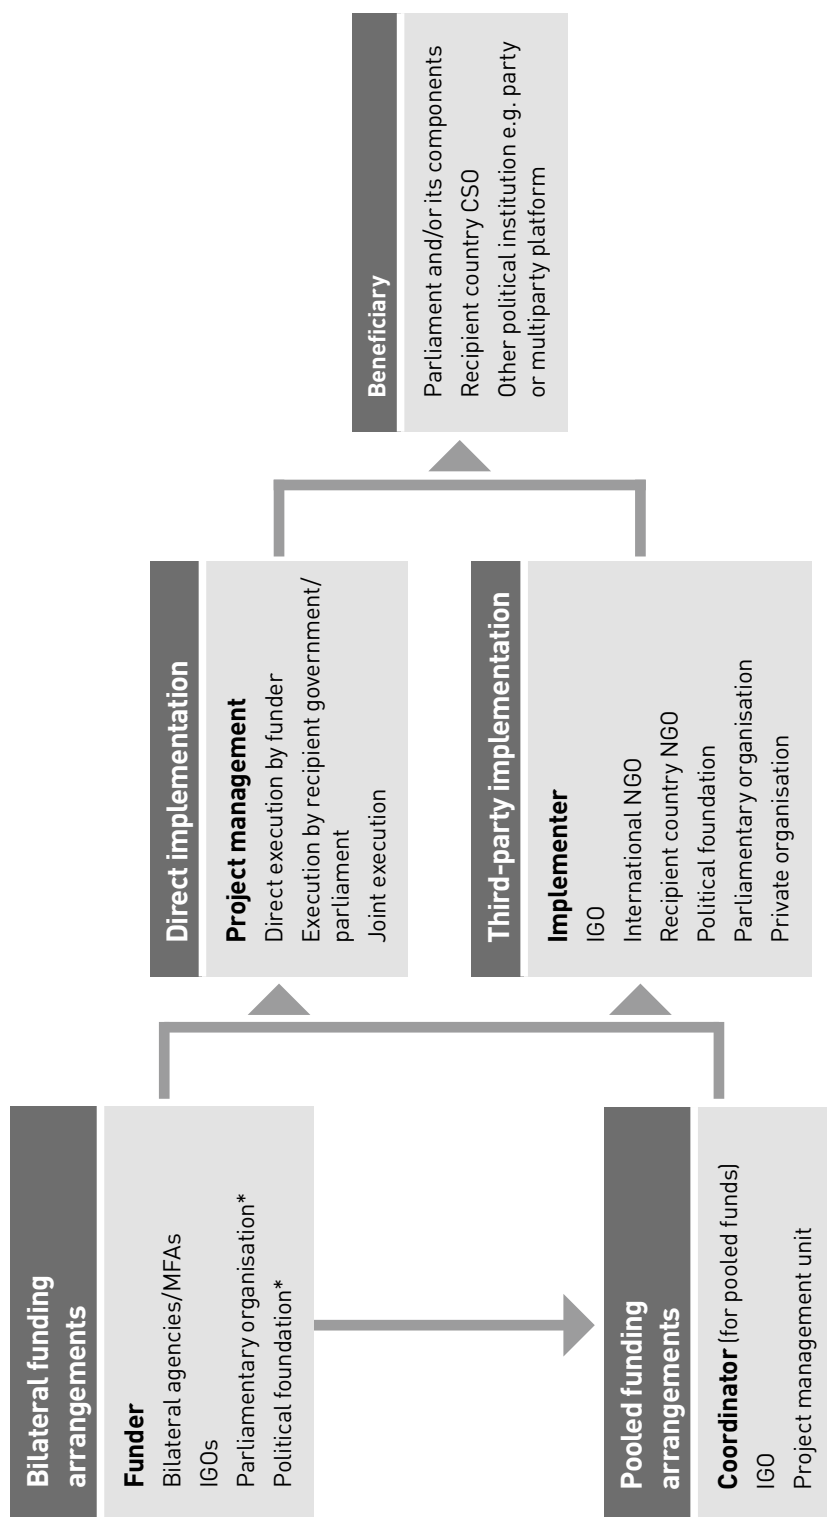 Bilateral funding
arrangements
Funder
Bilateral agencies/MFAs
IGOs
Parliamentary organisation*
Political foundation*
Pooled funding
arrangements
Coordinator (for pooled funds)
IGO
Project management unit
Direct implementation
Project management
Direct execution by funder
Execution by recipient government/
parliament
Joint execution
Third-party implementation
Implementer
IGO
International NGO
Recipient country NGO
Political foundation
Parliamentary organisation
Private organisation
Beneficiary
Parliament and/or its components
Recipient country CSO
Other political institution e.g. party
or multiparty platform